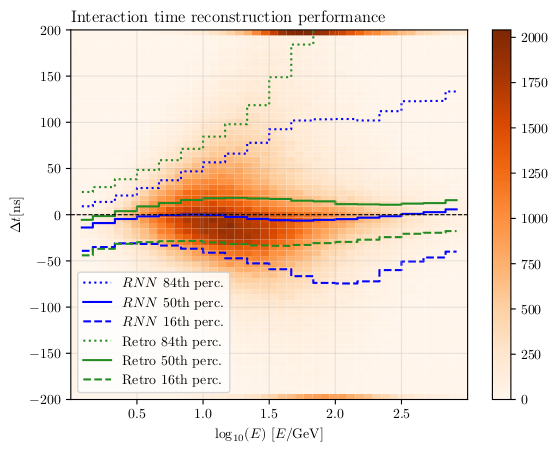 Interaction time reconstruction performance
200
150
100
50
0
−50
−100
−150
−200
Δt[ns]
0.5 1.0 1.5 2.0 2.5
log10(E) [E/GeV]
RNN 84th perc.
RNN 50th perc.
RNN 16th perc.
Retro 84th perc.
Retro 50th perc.
Retro 16th perc.
2000
1750
1500
1250
1000
750
500
250
0